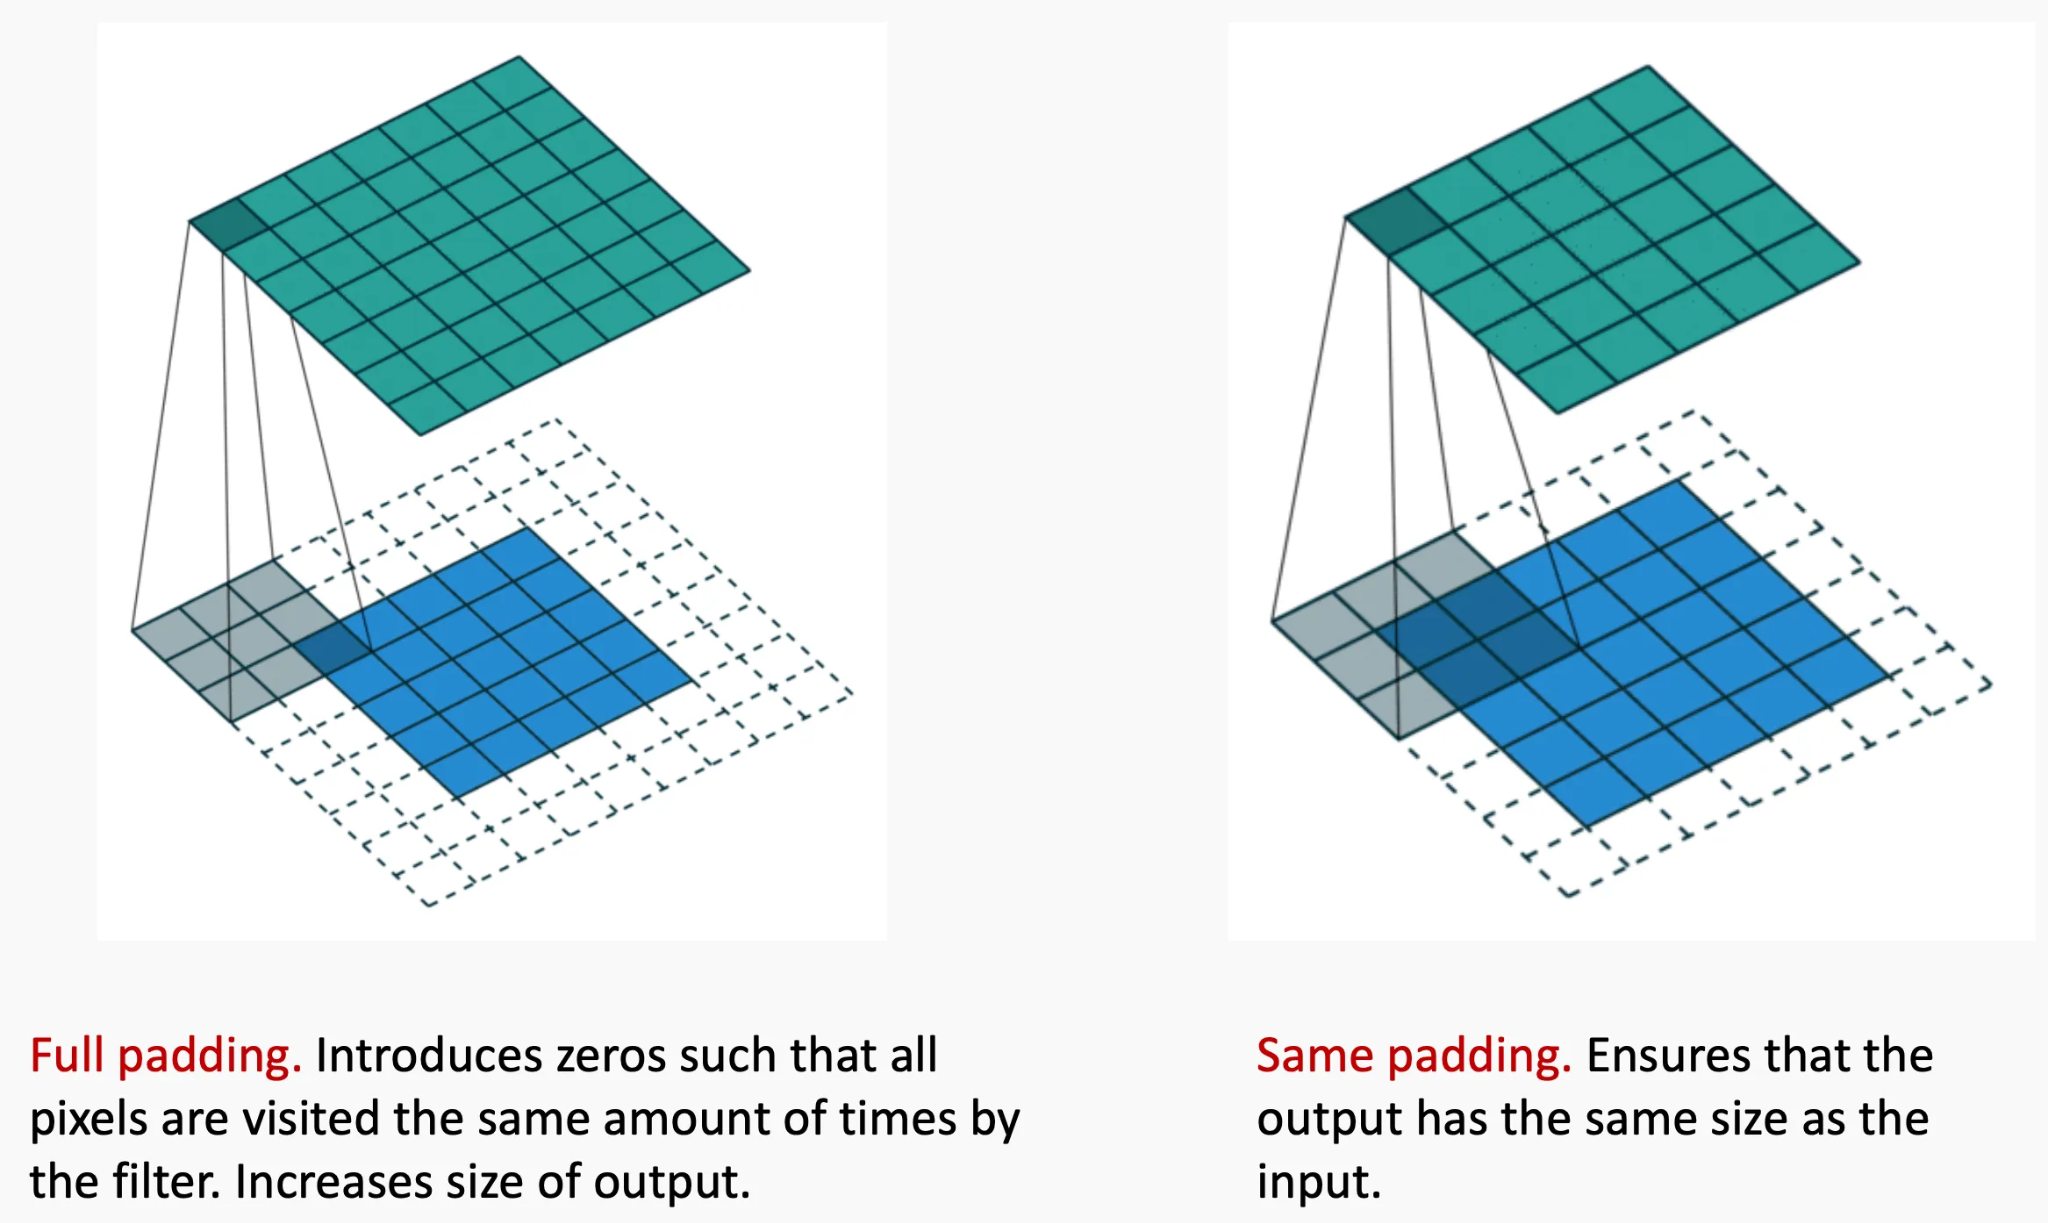 Full padding. Introduces zeros such that all
pixels are visited the same amount of times by
the filter. Increases size of output.
Same padding. Ensures that the
output has the same size as the
input.